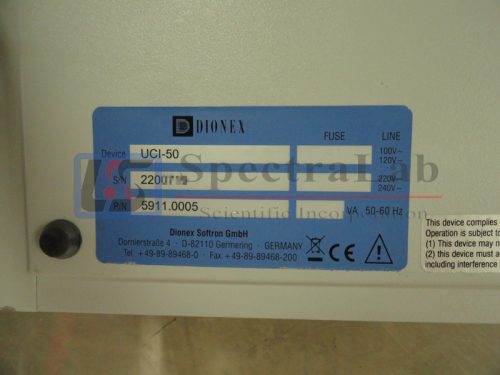 DIONEX
FUSE LINE
Device UCI-50
100V~
120V~
S/N
220V~
240V~
P/N 5911.0005 VA 50-60 Hz
Dionex Softron GmbH
Dornierstraße 4 · D-82110 Germering · GERMANY
Tel. +49-89-89468-0 · Fax +49-89-89468-200
CE
This device complies
Operation is subject to
(1) This device may n
(2) this device must a
including interference
SpectraLab
Scientific Incorporation